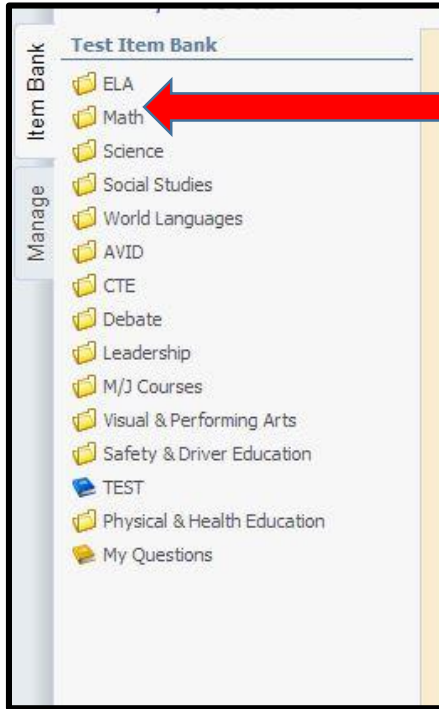 Test Item Bank
Item Bank
Manage
ELA
Math
Science
Social Studies
World Languages
AVID
CTE
Debate
Leadership
M/J Courses
Visual & Performing Arts
Safety & Driver Education
TEST
Physical & Health Education
My Questions